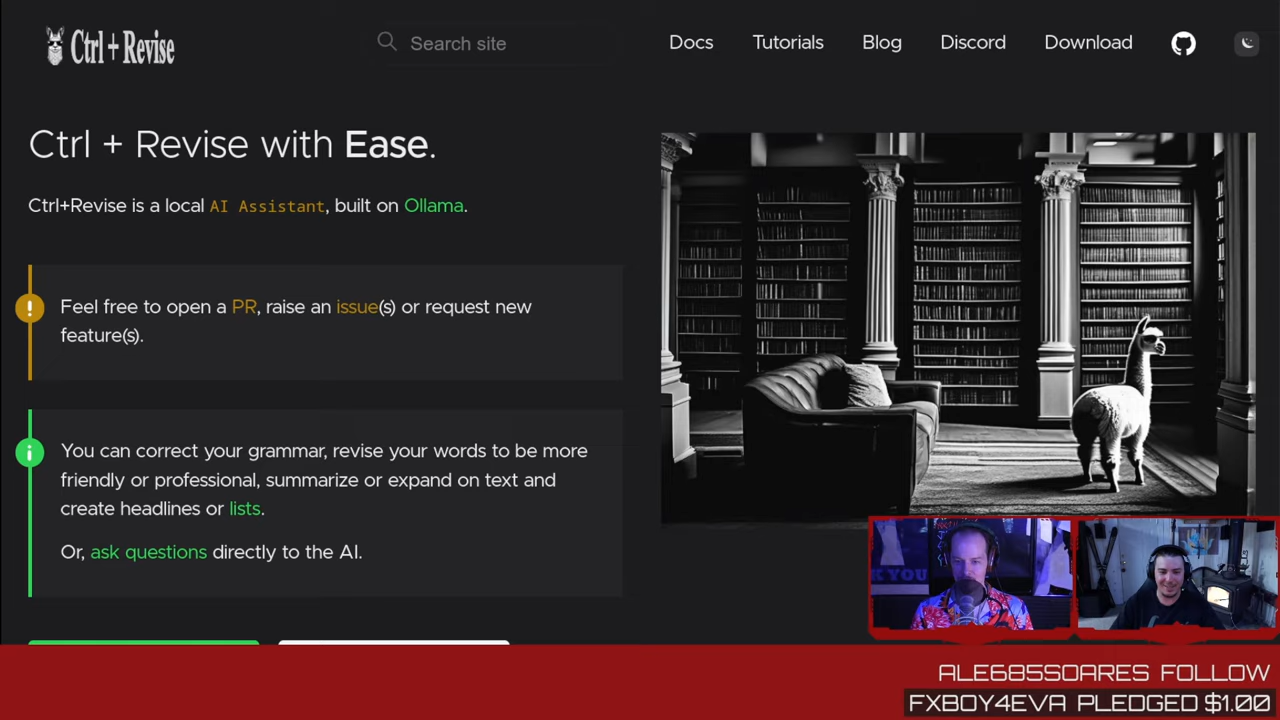 Ctrl + Revise
Search site
Docs
Tutorials
Blog
Discord
Download
Ctrl + Revise with Ease.
Ctrl+Revise is a local AI Assistant, built on Ollama.
Feel free to open a PR, raise an issue(s) or request new
feature(s).
You can correct your grammar, revise your words to be more
friendly or professional, summarize or expand on text and
create headlines or lists.
Or, ask questions directly to the AI.
K YOU
ALE685SOARES FOLLOW
FXBOY4EVA PLEDGED $1.00